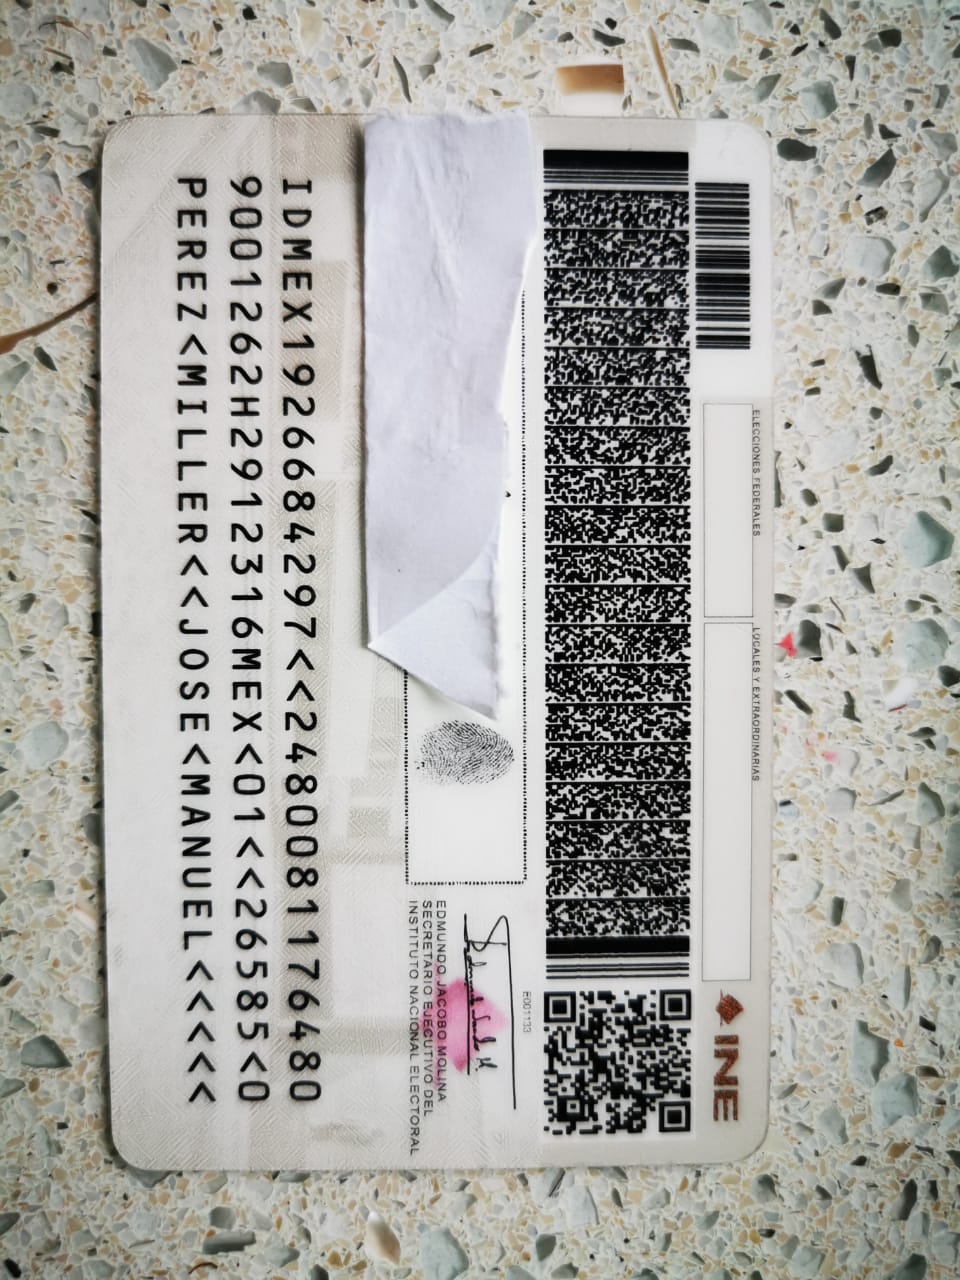 ELECCIONES FEDERALES
LOCALES Y EXTRAORDINARIAS
INE
E001133
EDMUNDO JACOBO MOLINA
SECRETARIO EJECUTIVO DEL
INSTITUTO NACIONAL ELECTORAL
IDMEX1926684297<<2480081176480
9001262H2912316MEX<01<<26585<0
PEREZ<MILLER<<JOSE<MANUEL<<<<<